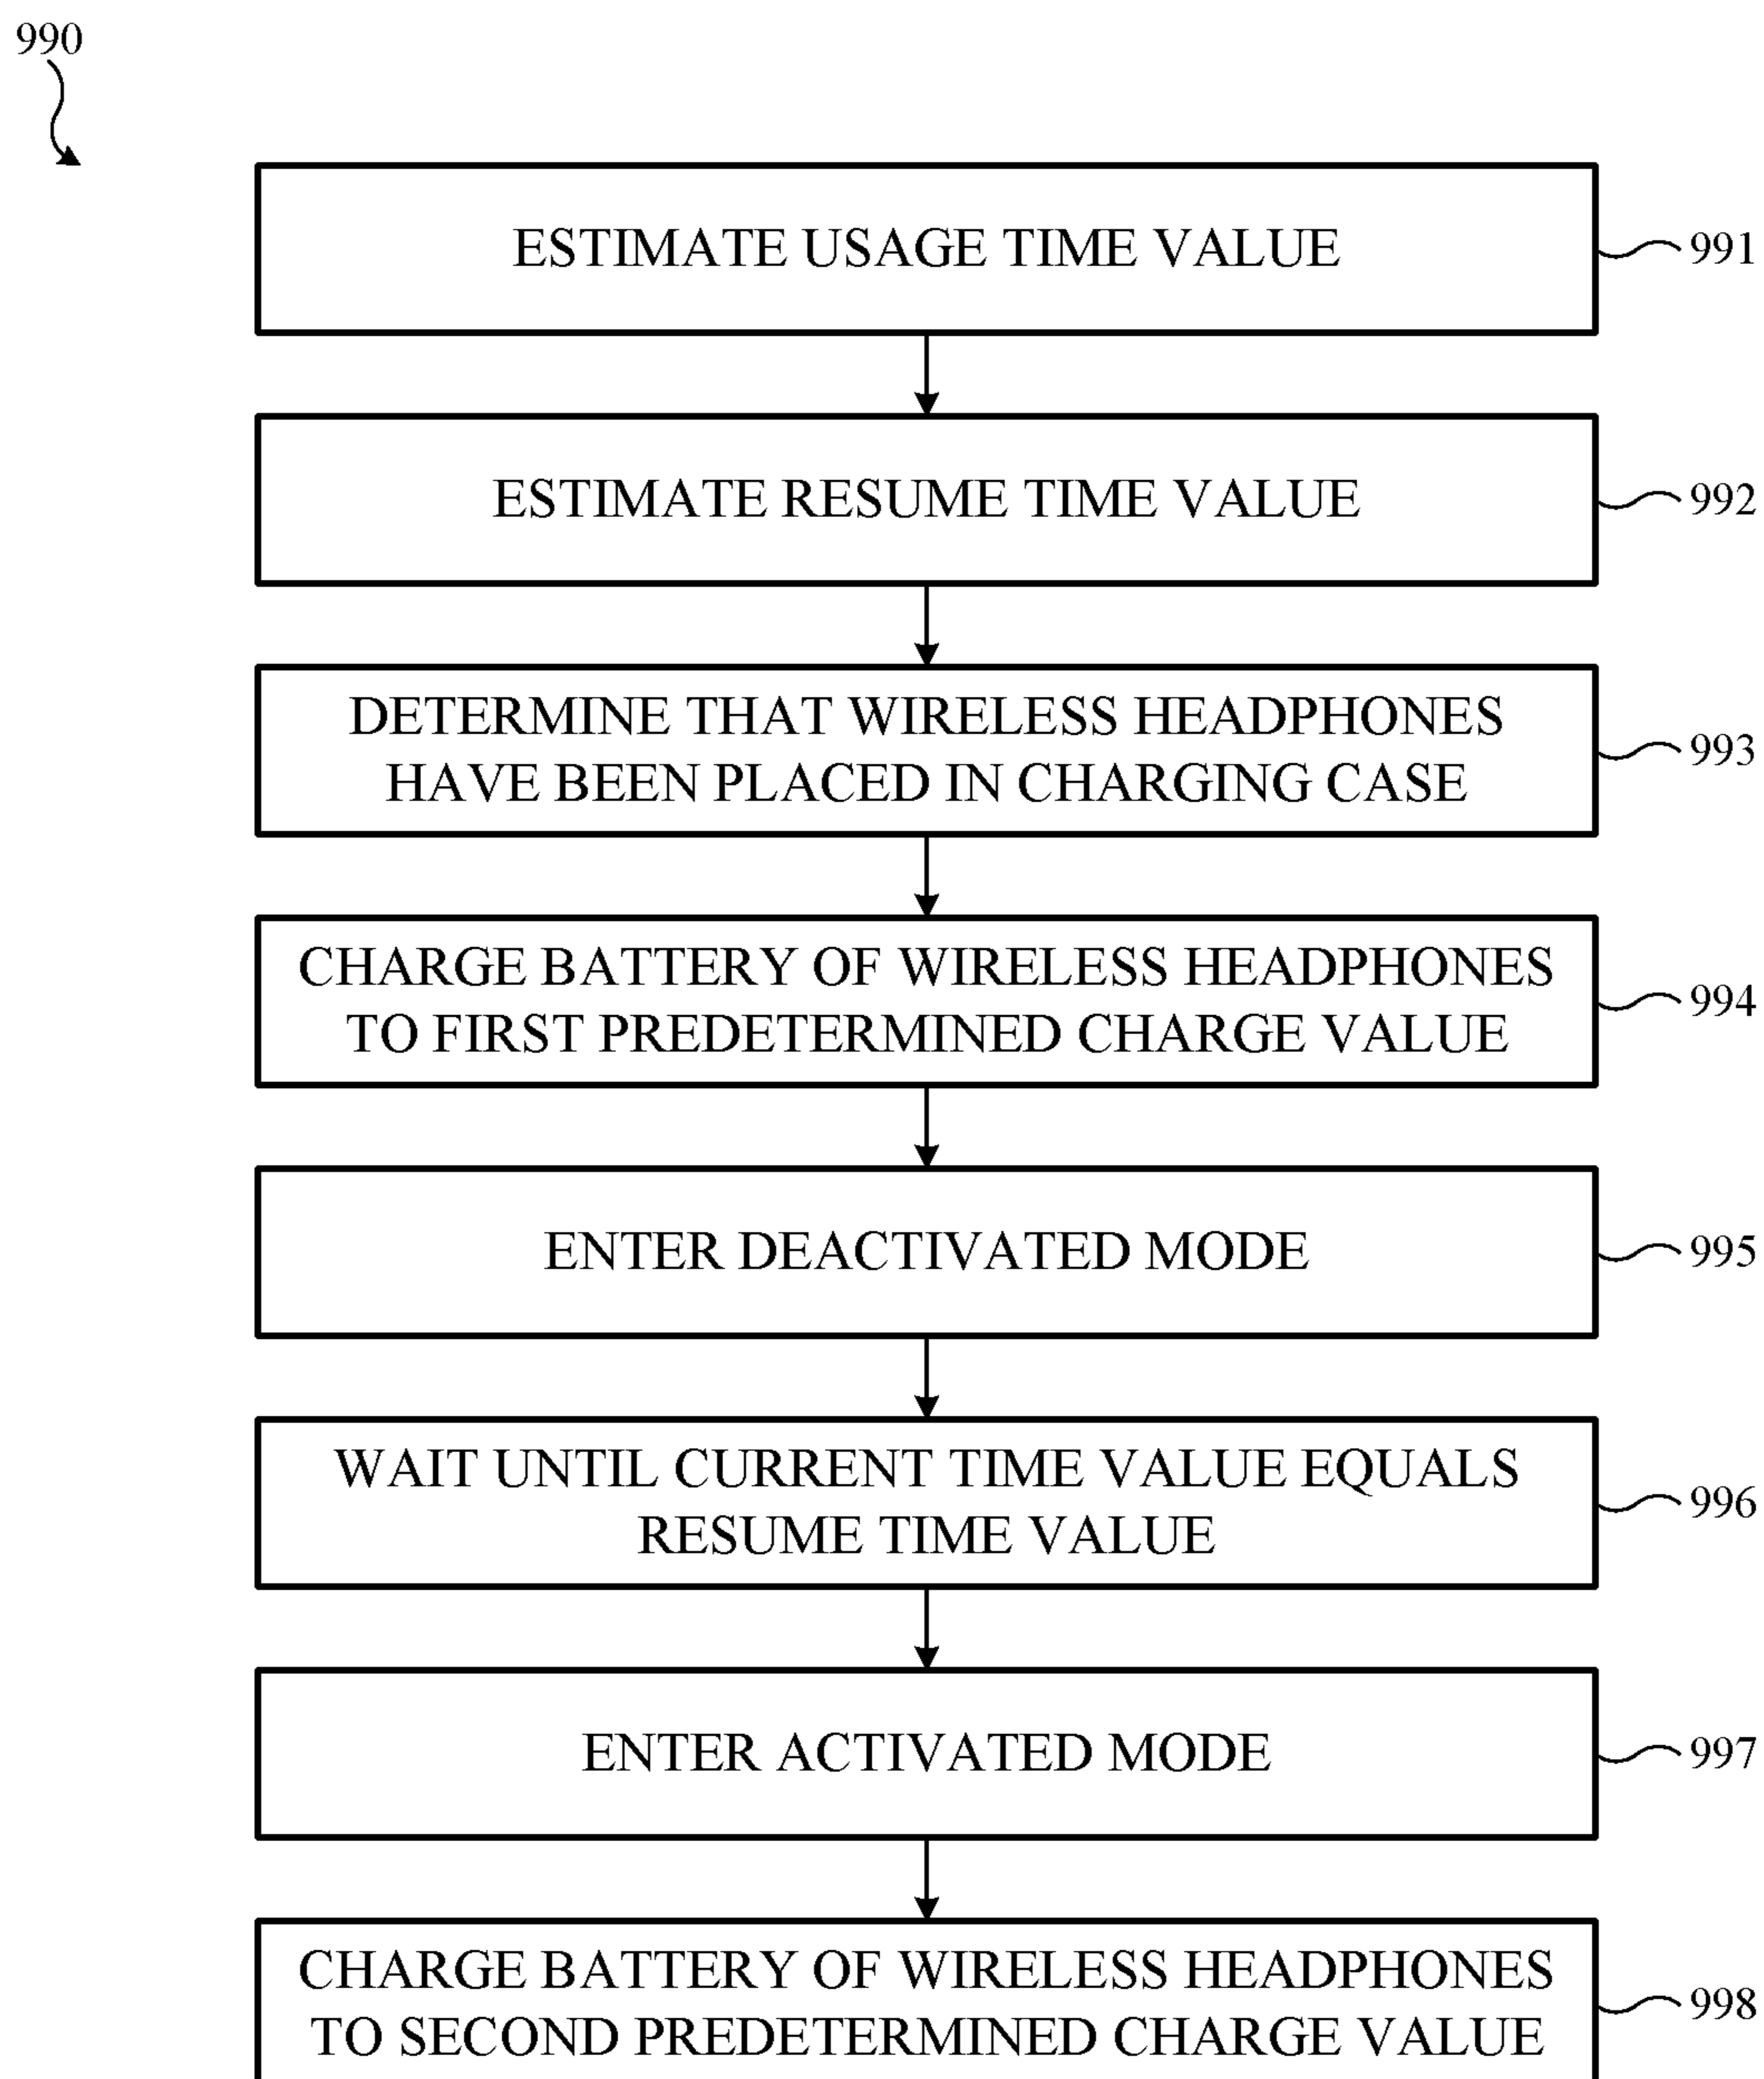 990
ESTIMATE USAGE TIME VALUE
991
ESTIMATE RESUME TIME VALUE
992
DETERMINE THAT WIRELESS HEADPHONES
HAVE BEEN PLACED IN CHARGING CASE
993
CHARGE BATTERY OF WIRELESS HEADPHONES
TO FIRST PREDETERMINED CHARGE VALUE
994
ENTER DEACTIVATED MODE
995
WAIT UNTIL CURRENT TIME VALUE EQUALS
RESUME TIME VALUE
996
ENTER ACTIVATED MODE
997
CHARGE BATTERY OF WIRELESS HEADPHONES
TO SECOND PREDETERMINED CHARGE VALUE
998